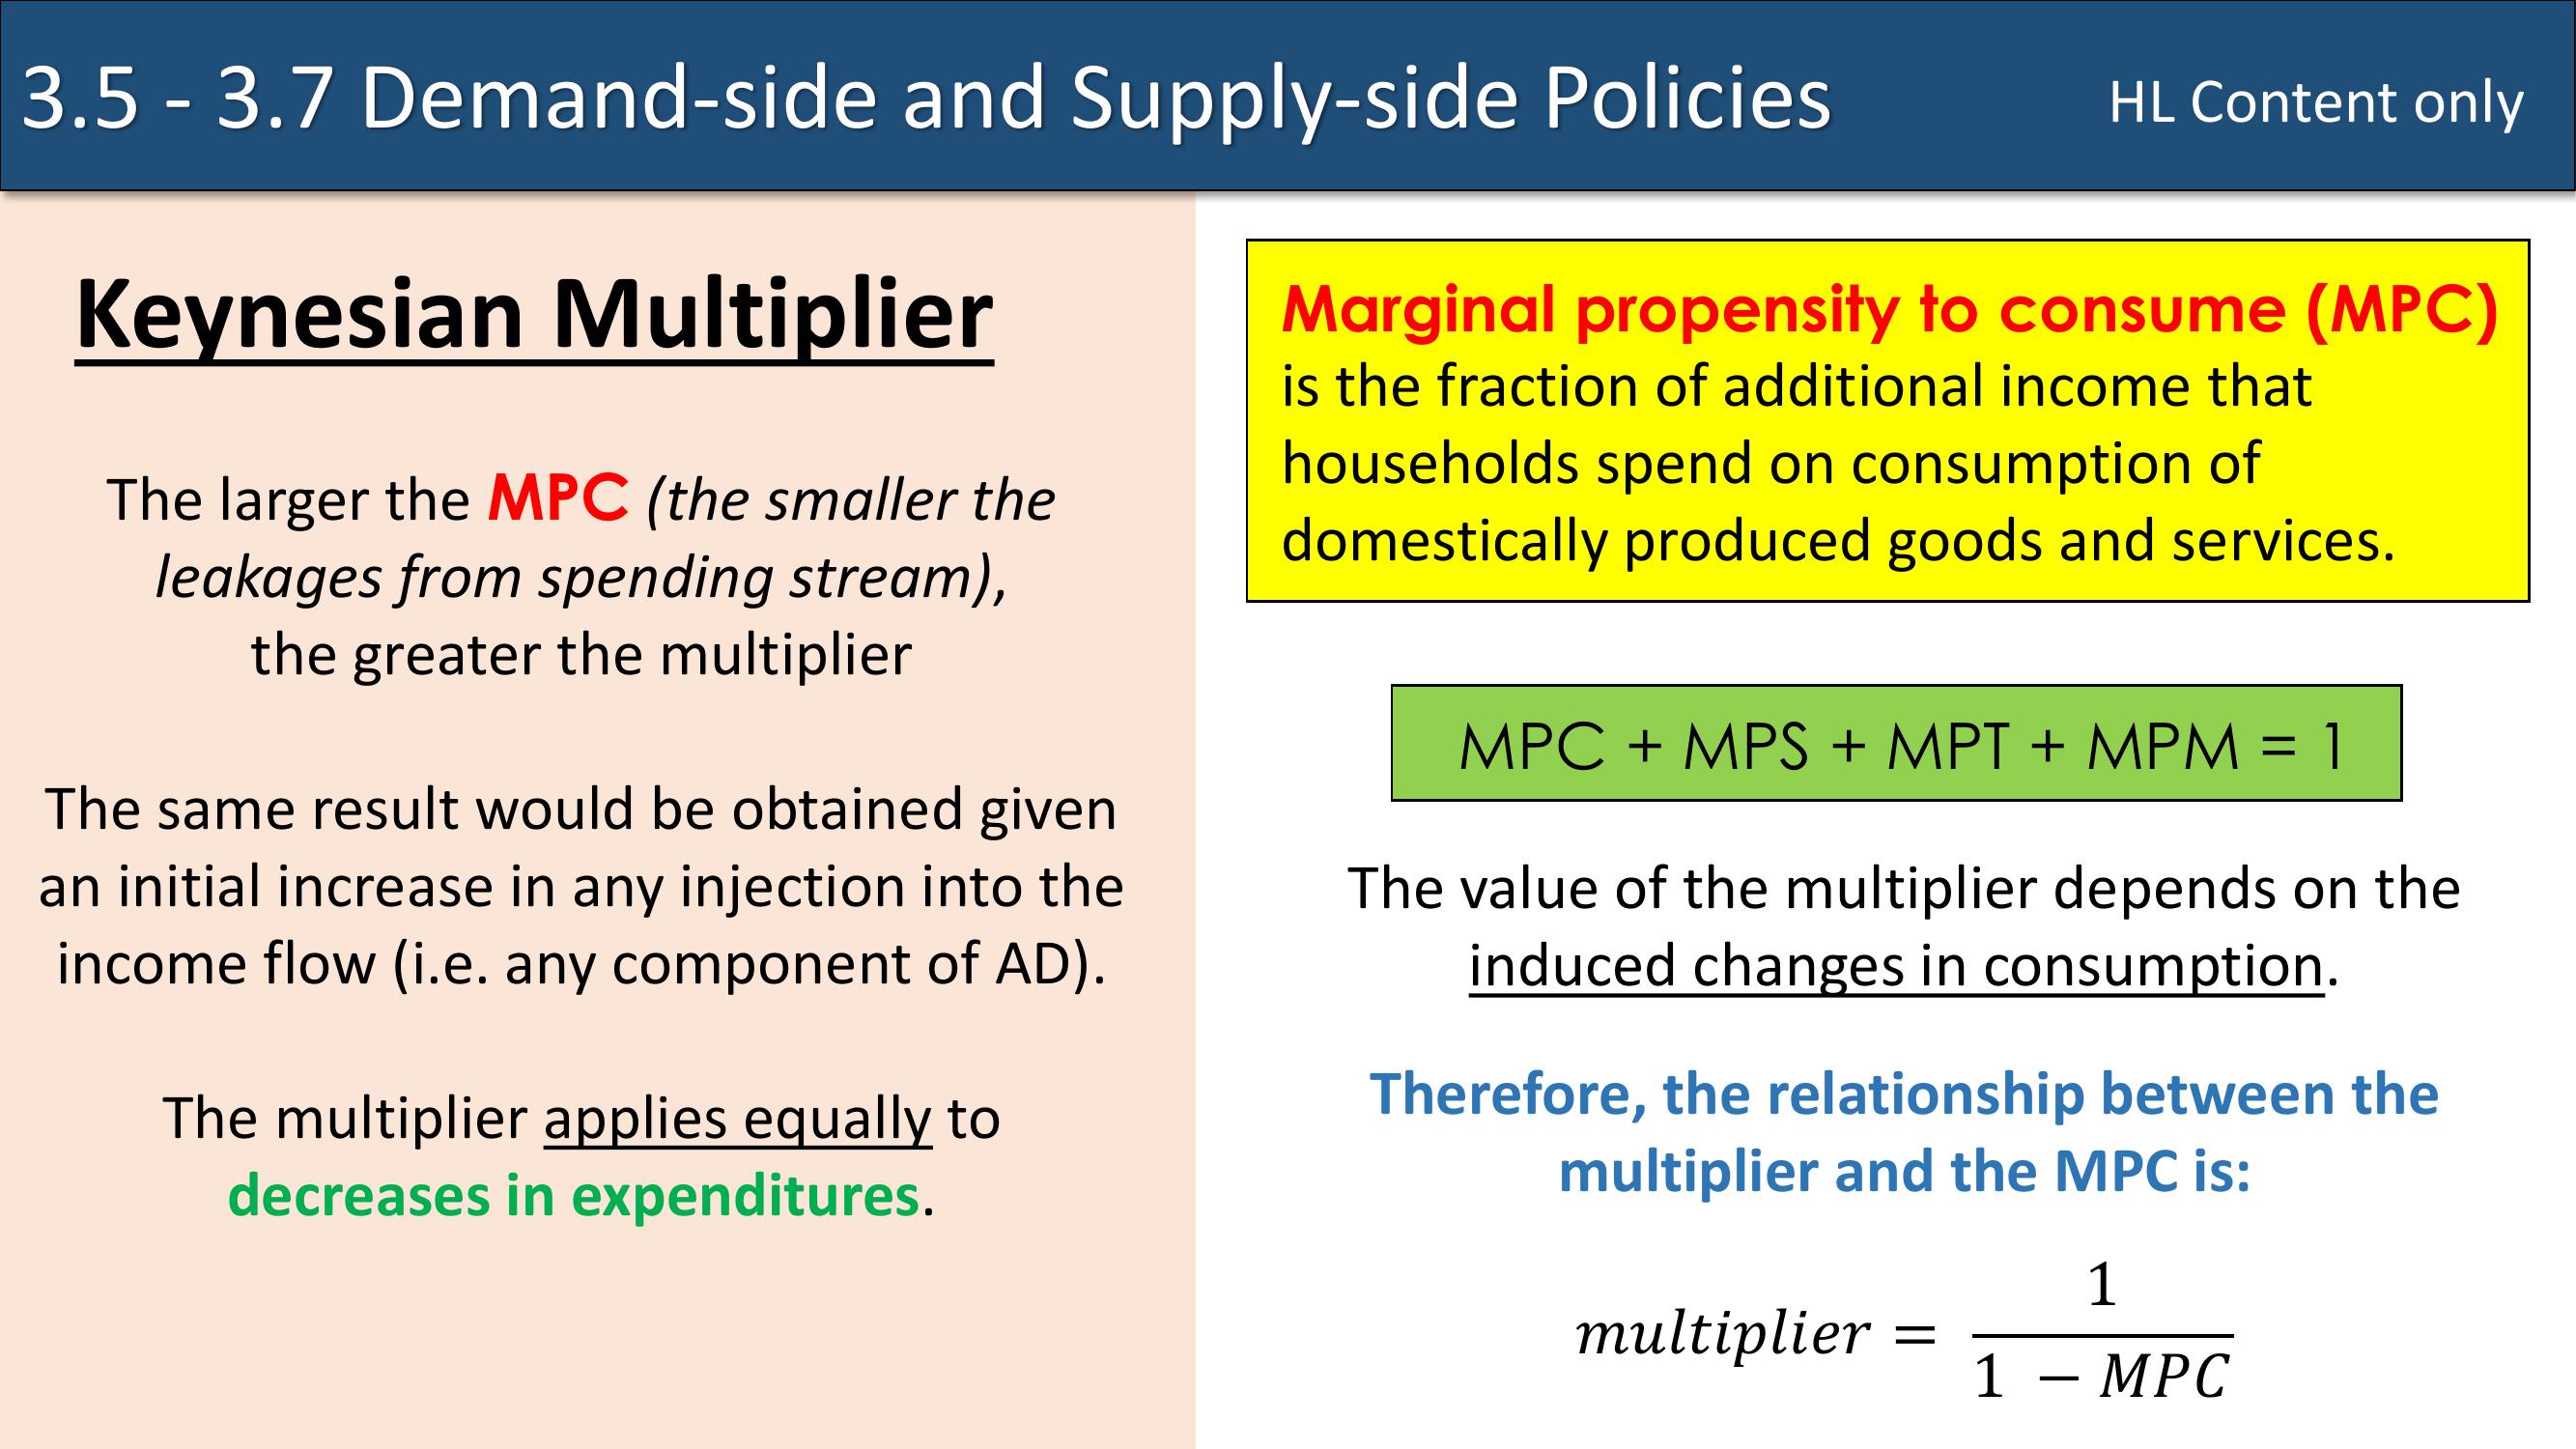 3.5 - 3.7 Demand-side and Supply-side Policies
HL Content only
Keynesian Multiplier
The larger the MPC (the smaller the
leakages from spending stream),
the greater the multiplier
The same result would be obtained given
an initial increase in any injection into the
income flow (i.e. any component of AD).
The multiplier applies equally to
decreases in expenditures.
Marginal propensity to consume (MPC)
is the fraction of additional income that
households spend on consumption of
domestically produced goods and services.
MPC + MPS + MPT + MPM = 1
The value of the multiplier depends on the
induced changes in consumption.
Therefore, the relationship between the
multiplier and the MPC is:
1
multiplier =
1 − MPC